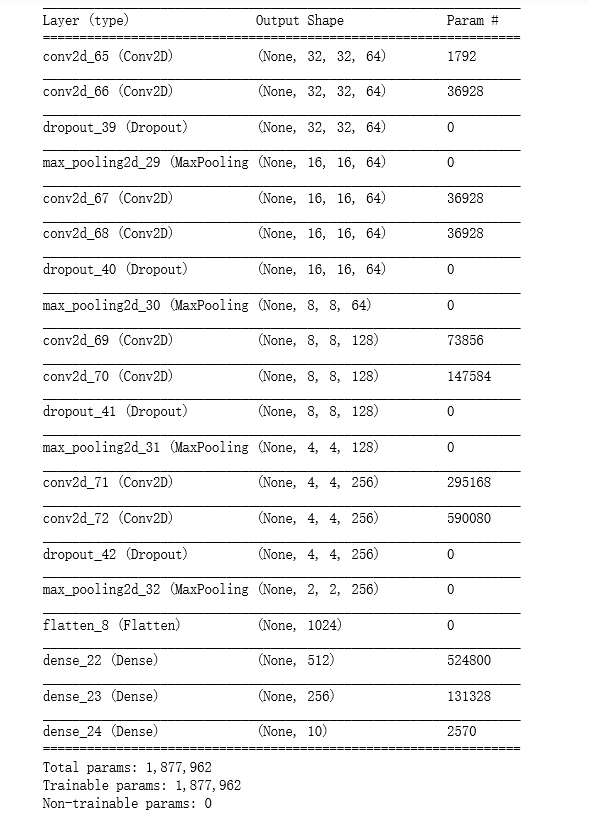 Layer (type) Output Shape Param #
=================================================================
conv2d_65 (Conv2D) (None, 32, 32, 64) 1792
conv2d_66 (Conv2D) (None, 32, 32, 64) 36928
dropout_39 (Dropout) (None, 32, 32, 64) 0
max_pooling2d_29 (MaxPooling (None, 16, 16, 64) 0
conv2d_67 (Conv2D) (None, 16, 16, 64) 36928
conv2d_68 (Conv2D) (None, 16, 16, 64) 36928
dropout_40 (Dropout) (None, 16, 16, 64) 0
max_pooling2d_30 (MaxPooling (None, 8, 8, 64) 0
conv2d_69 (Conv2D) (None, 8, 8, 128) 73856
conv2d_70 (Conv2D) (None, 8, 8, 128) 147584
dropout_41 (Dropout) (None, 8, 8, 128) 0
max_pooling2d_31 (MaxPooling (None, 4, 4, 128) 0
conv2d_71 (Conv2D) (None, 4, 4, 256) 295168
conv2d_72 (Conv2D) (None, 4, 4, 256) 590080
dropout_42 (Dropout) (None, 4, 4, 256) 0
max_pooling2d_32 (MaxPooling (None, 2, 2, 256) 0
flatten_8 (Flatten) (None, 1024) 0
dense_22 (Dense) (None, 512) 524800
dense_23 (Dense) (None, 256) 131328
dense_24 (Dense) (None, 10) 2570
=================================================================
Total params: 1,877,962
Trainable params: 1,877,962
Non-trainable params: 0